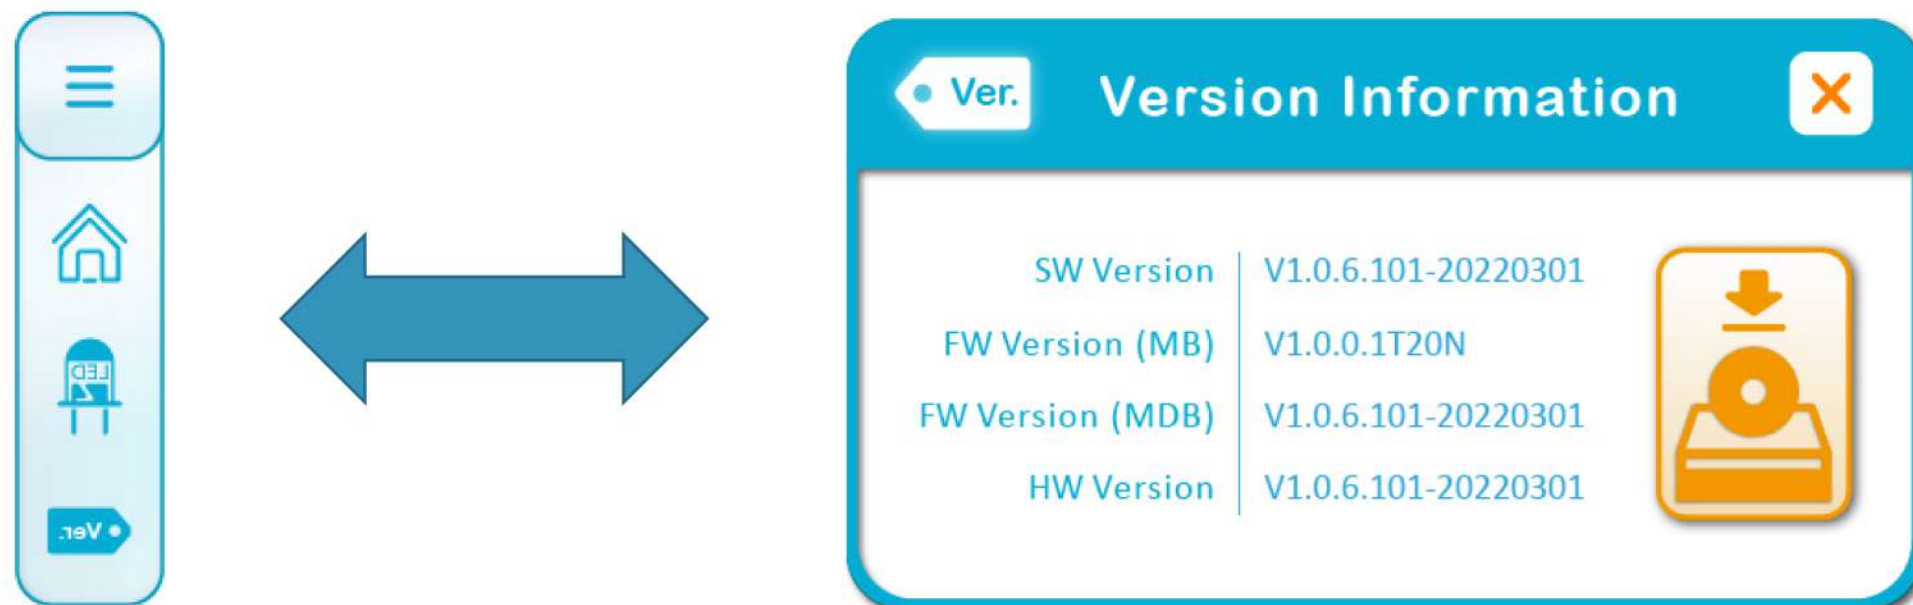 LED
Ver.
Ver. Version Information
SW Version V1.0.6.101-20220301
FW Version (MB) V1.0.0.1T20N
FW Version (MDB) V1.0.6.101-20220301
HW Version V1.0.6.101-20220301